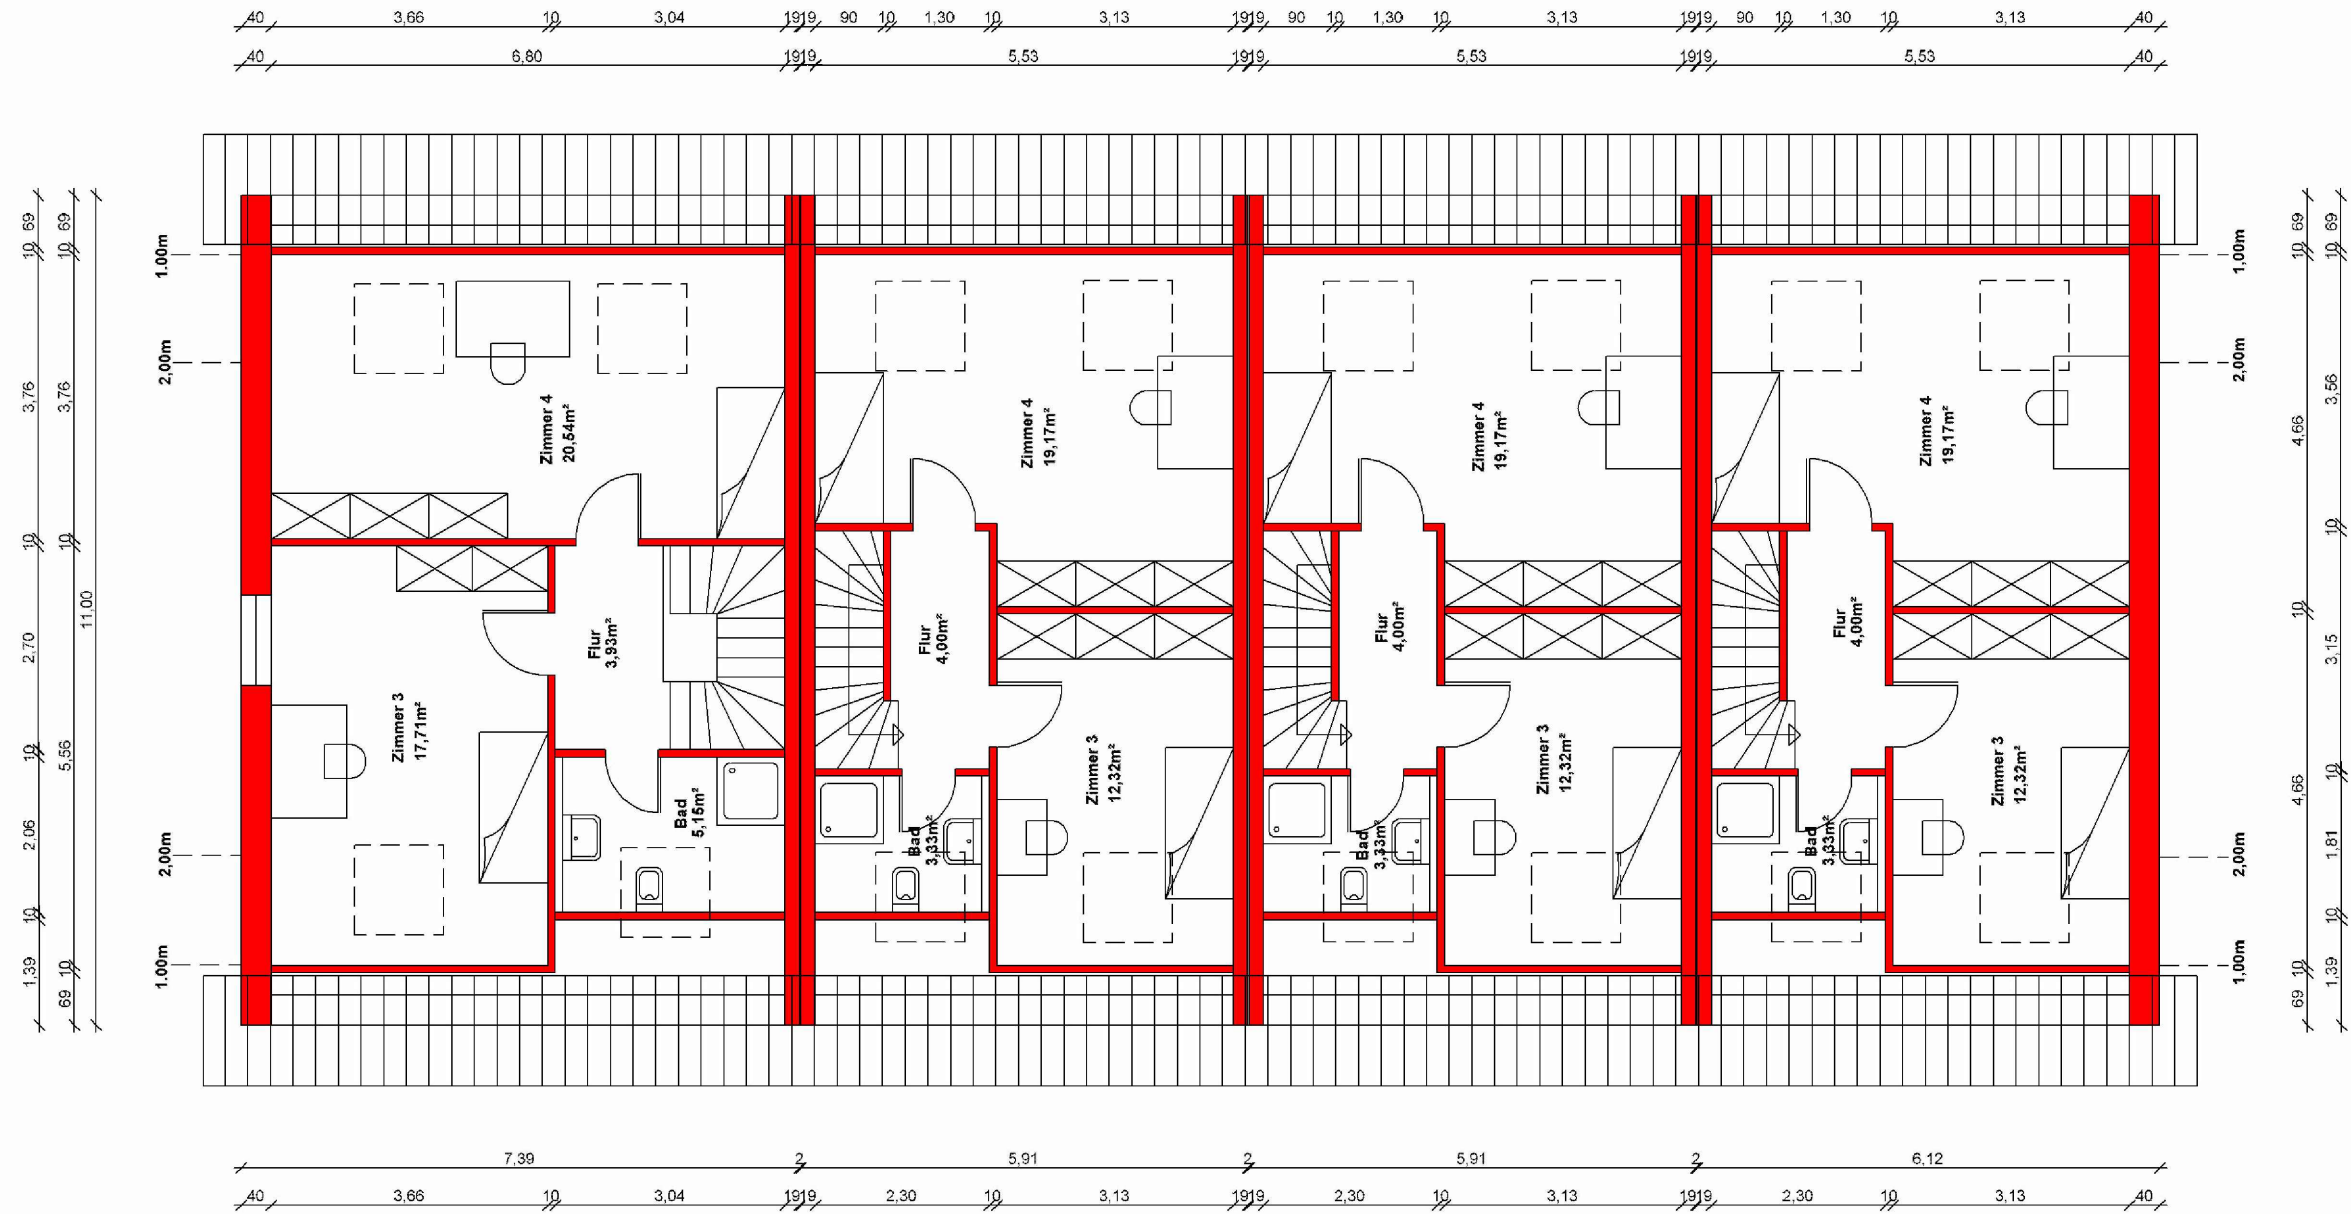 40 3,66 10 3,04 19 19 90 10 1,30 10 3,13 19 19 90 10 1,30 10 3,13 19 19 90 10 1,30 10 3,13 40
40 6,80 19 19 5,53 19 19 5,53 19 19 5,53 40
69 10 3,76 10 2,70 10 2,06 10 1,39
69 10 3,76 10 5,56 10 69
11,00
1.00m
2,00m
2,00m
1.00m
Zimmer 4
20,54m²
Zimmer 3
17,71m²
Flur
3,93m²
Bad
5,15m²
Zimmer 4
19,17m²
Flur
4,00m²
Bad
3,33m²
Zimmer 3
12,32m²
Zimmer 4
19,17m²
Flur
4,00m²
Bad
3,33m²
Zimmer 3
12,32m²
Zimmer 4
19,17m²
Flur
4,00m²
Bad
3,33m²
Zimmer 3
12,32m²
1,00m
2,00m
2,00m
1,00m
69 10 4,66 10 4,66 10 69
69 10 3,56 10 3,15 10 1,81 10 1,39
7,39 2 5,91 2 5,91 2 6,12
40 3,66 10 3,04 19 19 2,30 10 3,13 19 19 2,30 10 3,13 19 19 2,30 10 3,13 40